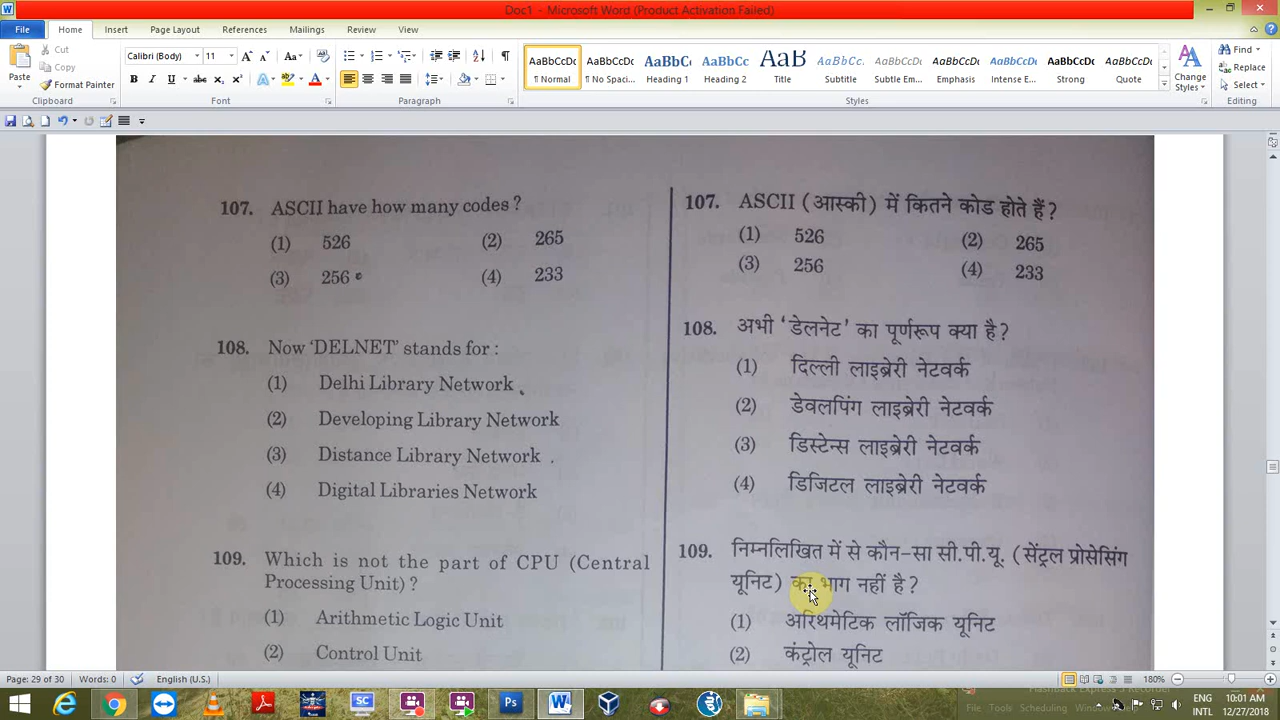 Doc1 - Microsoft Word (Product Activation Failed)
File Home Insert Page Layout References Mailings Review View
Paste
Cut
Copy
Format Painter
Clipboard
Calibri (Body) 11
Font
Paragraph
AaBbCcDc AaBbCcDc AaBbC AaBbCc AaB AaBbCc. AaBbCcDc AaBbCcDc AaBbCcDc AaBbCcDc AaBbCcDc
¶ Normal ¶ No Spaci... Heading 1 Heading 2 Title Subtitle Subtle Em... Emphasis Intense E... Strong Quote
Change Styles
Styles
Find
Replace
Select
Editing
107. ASCII have how many codes ?
(1) 526 (2) 265
(3) 256 (4) 233
108. Now ‘DELNET’ stands for :
(1) Delhi Library Network
(2) Developing Library Network
(3) Distance Library Network
(4) Digital Libraries Network
109. Which is not the part of CPU (Central
Processing Unit) ?
(1) Arithmetic Logic Unit
(2) Control Unit
107. ASCII (आस्की) में कितने कोड होते हैं ?
(1) 526 (2) 265
(3) 256 (4) 233
108. अभी ‘डेलनेट’ का पूर्णरूप क्या है ?
(1) दिल्ली लाइब्रेरी नेटवर्क
(2) डेवलपिंग लाइब्रेरी नेटवर्क
(3) डिस्टेन्स लाइब्रेरी नेटवर्क
(4) डिजिटल लाइब्रेरी नेटवर्क
109. निम्नलिखित में से कौन-सा सी.पी.यू. (सेंट्रल प्रोसेसिंग
यूनिट) का भाग नहीं है ?
(1) अरिथमेटिक लॉजिक यूनिट
(2) कंट्रोल यूनिट
Page: 29 of 30 Words: 0 English (U.S.) 180%
ENG 10:01 AM
INTL 12/27/2018